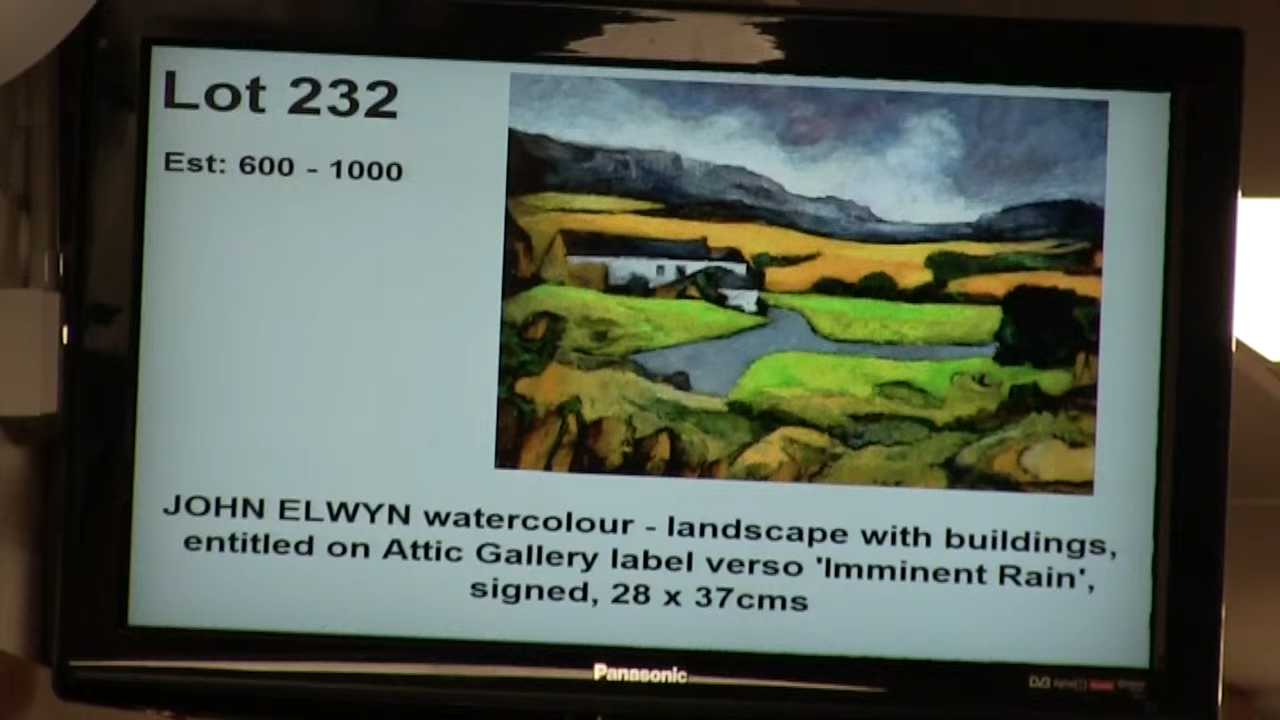 Lot 232
Est: 600 - 1000
JOHN ELWYN watercolour - landscape with buildings,
entitled on Attic Gallery label verso 'Imminent Rain',
signed, 28 x 37cms
Panasonic